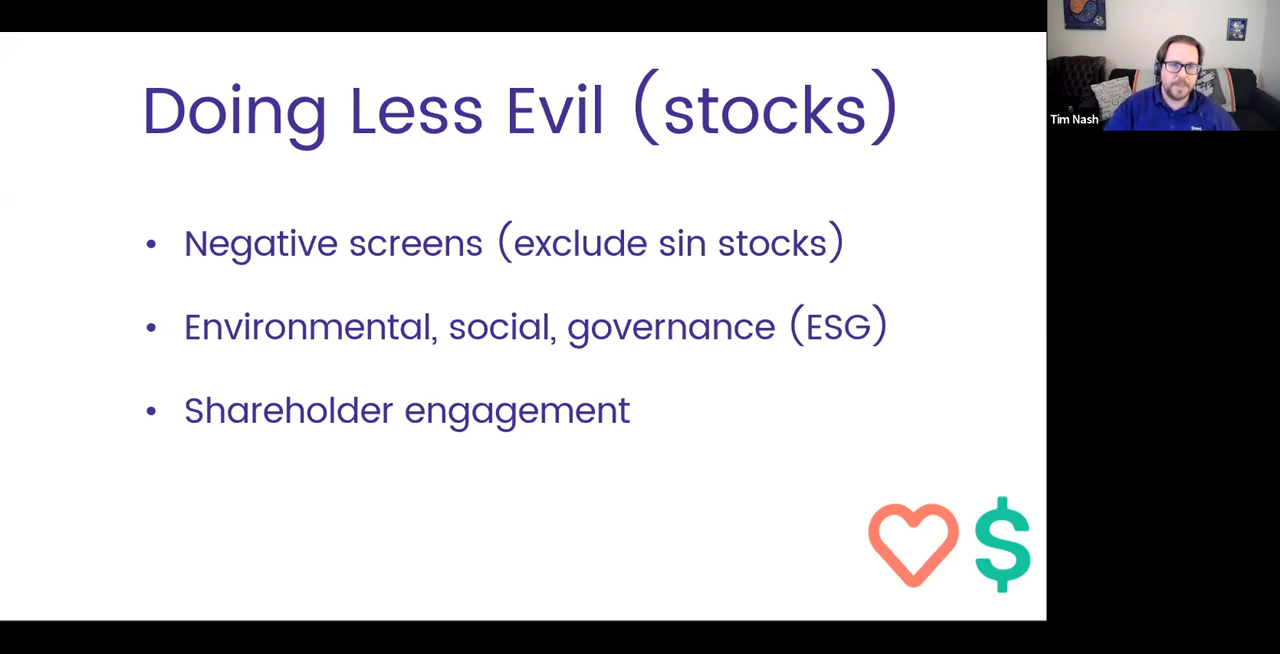 Doing Less Evil (stocks)
• Negative screens (exclude sin stocks)
• Environmental, social, governance (ESG)
• Shareholder engagement
Tim Nash